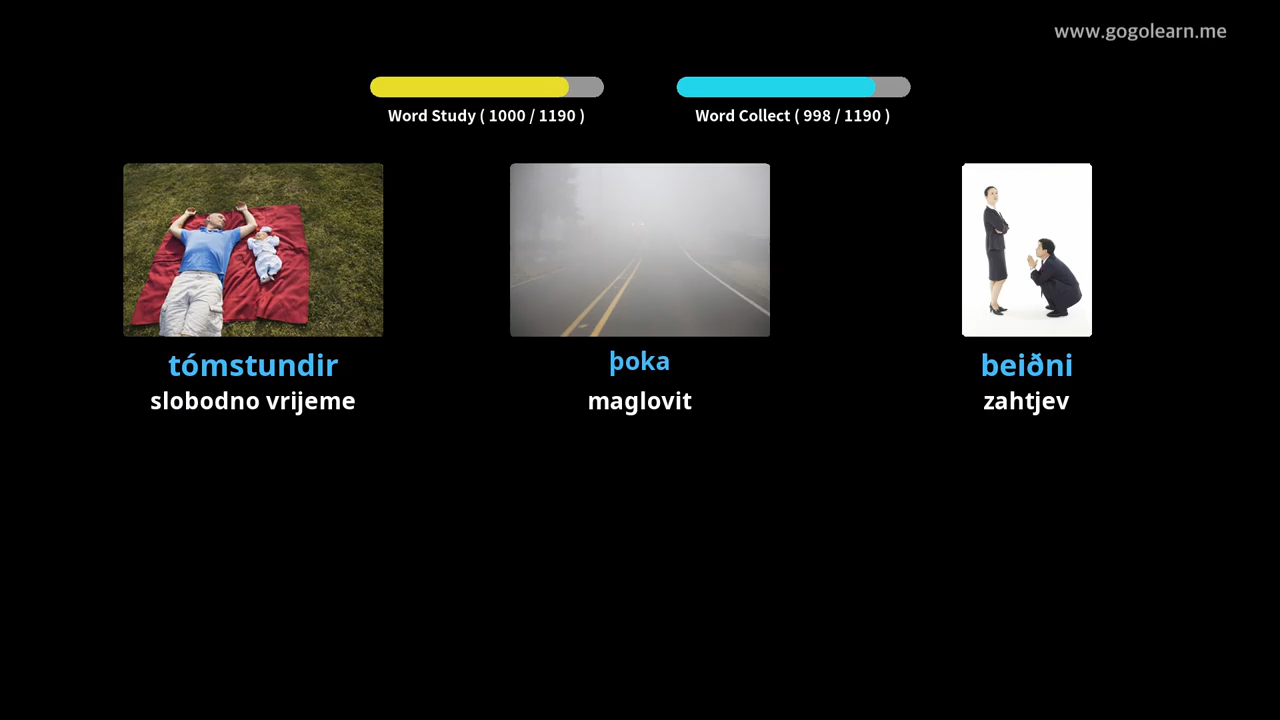 www.gogolearn.me
Word Study ( 1000 / 1190 )
Word Collect ( 998 / 1190 )
tómstundir
slobodno vrijeme
þoka
maglovit
beiðni
zahtjev